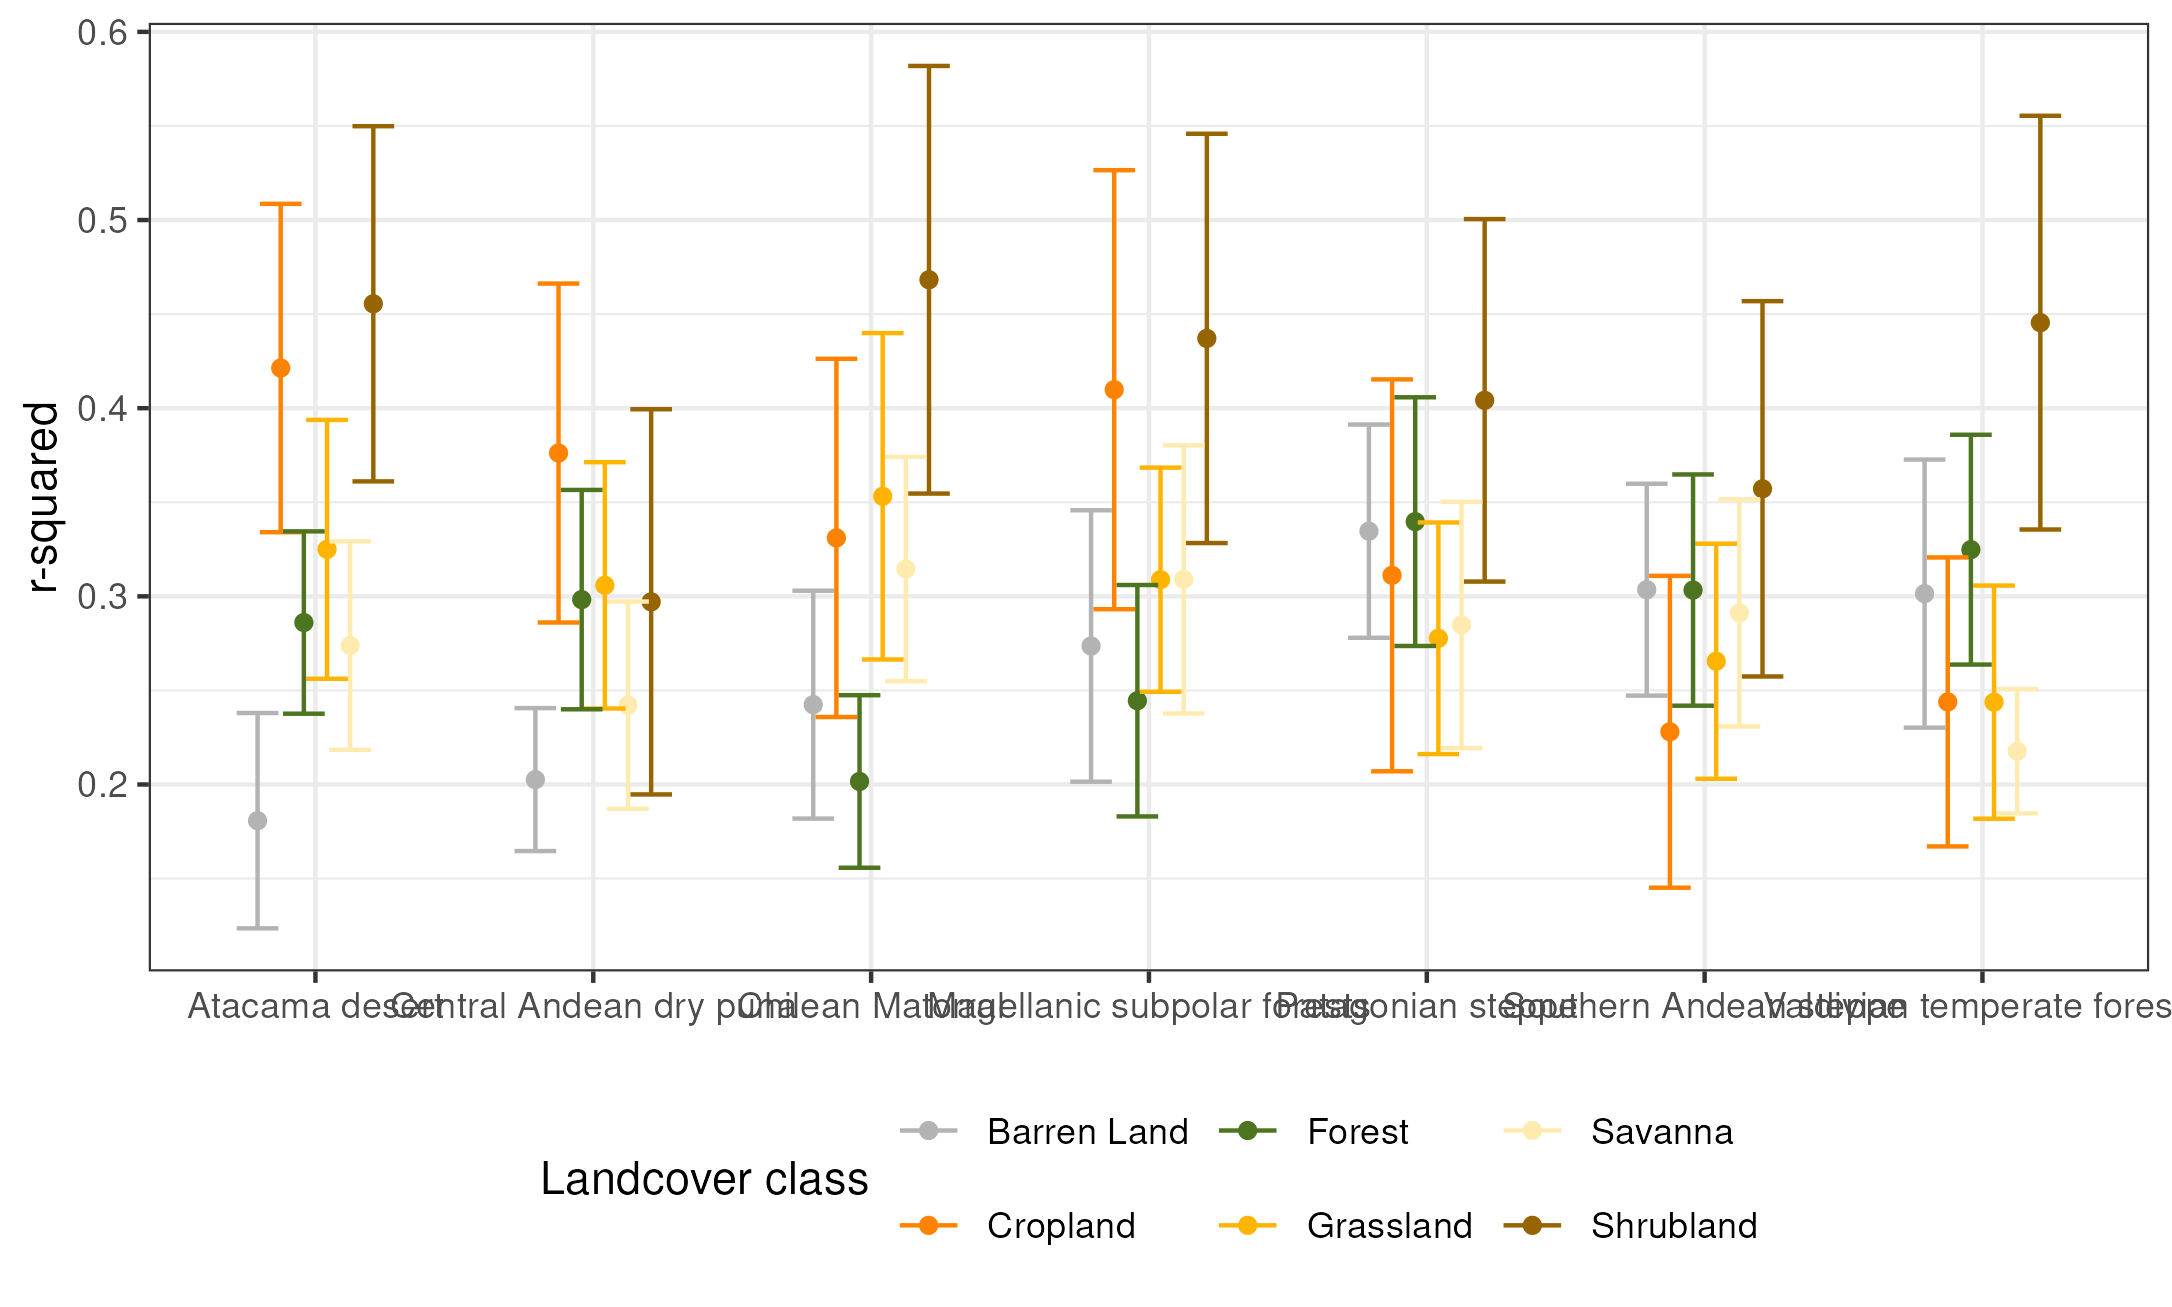 0.6
0.5
0.4
0.3
0.2
r-squared
Atacama desert Central Andean dry puna Chilean Matorral Magellanic subpolar forests Patagonian steppe Southern Andean steppe Valdivian temperate fores
Barren Land Forest Savanna
Landcover class
Cropland Grassland Shrubland